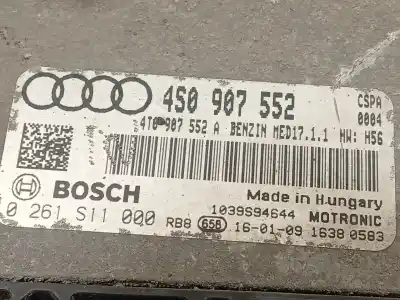 4S0 907 552 CSPA
4T0 907 552 A BENZIN MED17.1.1 HW: H56 0004
BOSCH Made in Hungary
1039S94644 MOTRONIC
0 261 S11 000 RB8 658 16-01-09 1638 0583